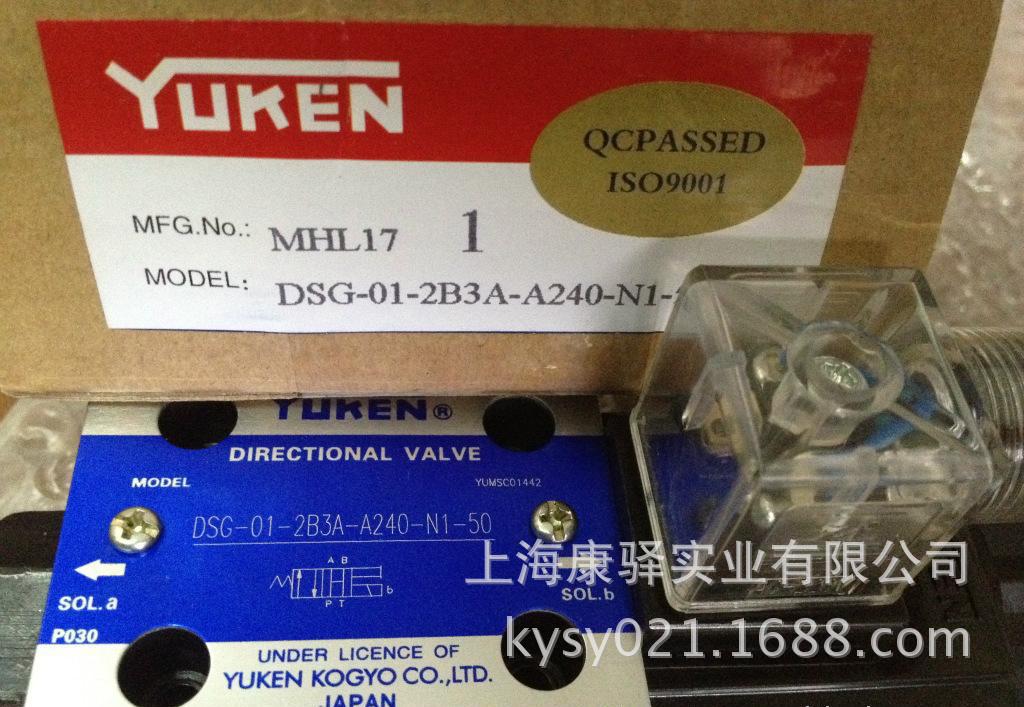 YUKEN
QCPASSED
ISO9001
MFG.No.: MHL17 1
MODEL: DSG-01-2B3A-A240-N1-
YUKEN®
DIRECTIONAL VALVE
MODEL YUMSC01442
DSG-01-2B3A-A240-N1-50
A B
b
P T
SOL.a
SOL.b
P030
UNDER LICENCE OF
YUKEN KOGYO CO.,LTD.
JAPAN
上海康驿实业有限公司
kysy021.1688.com